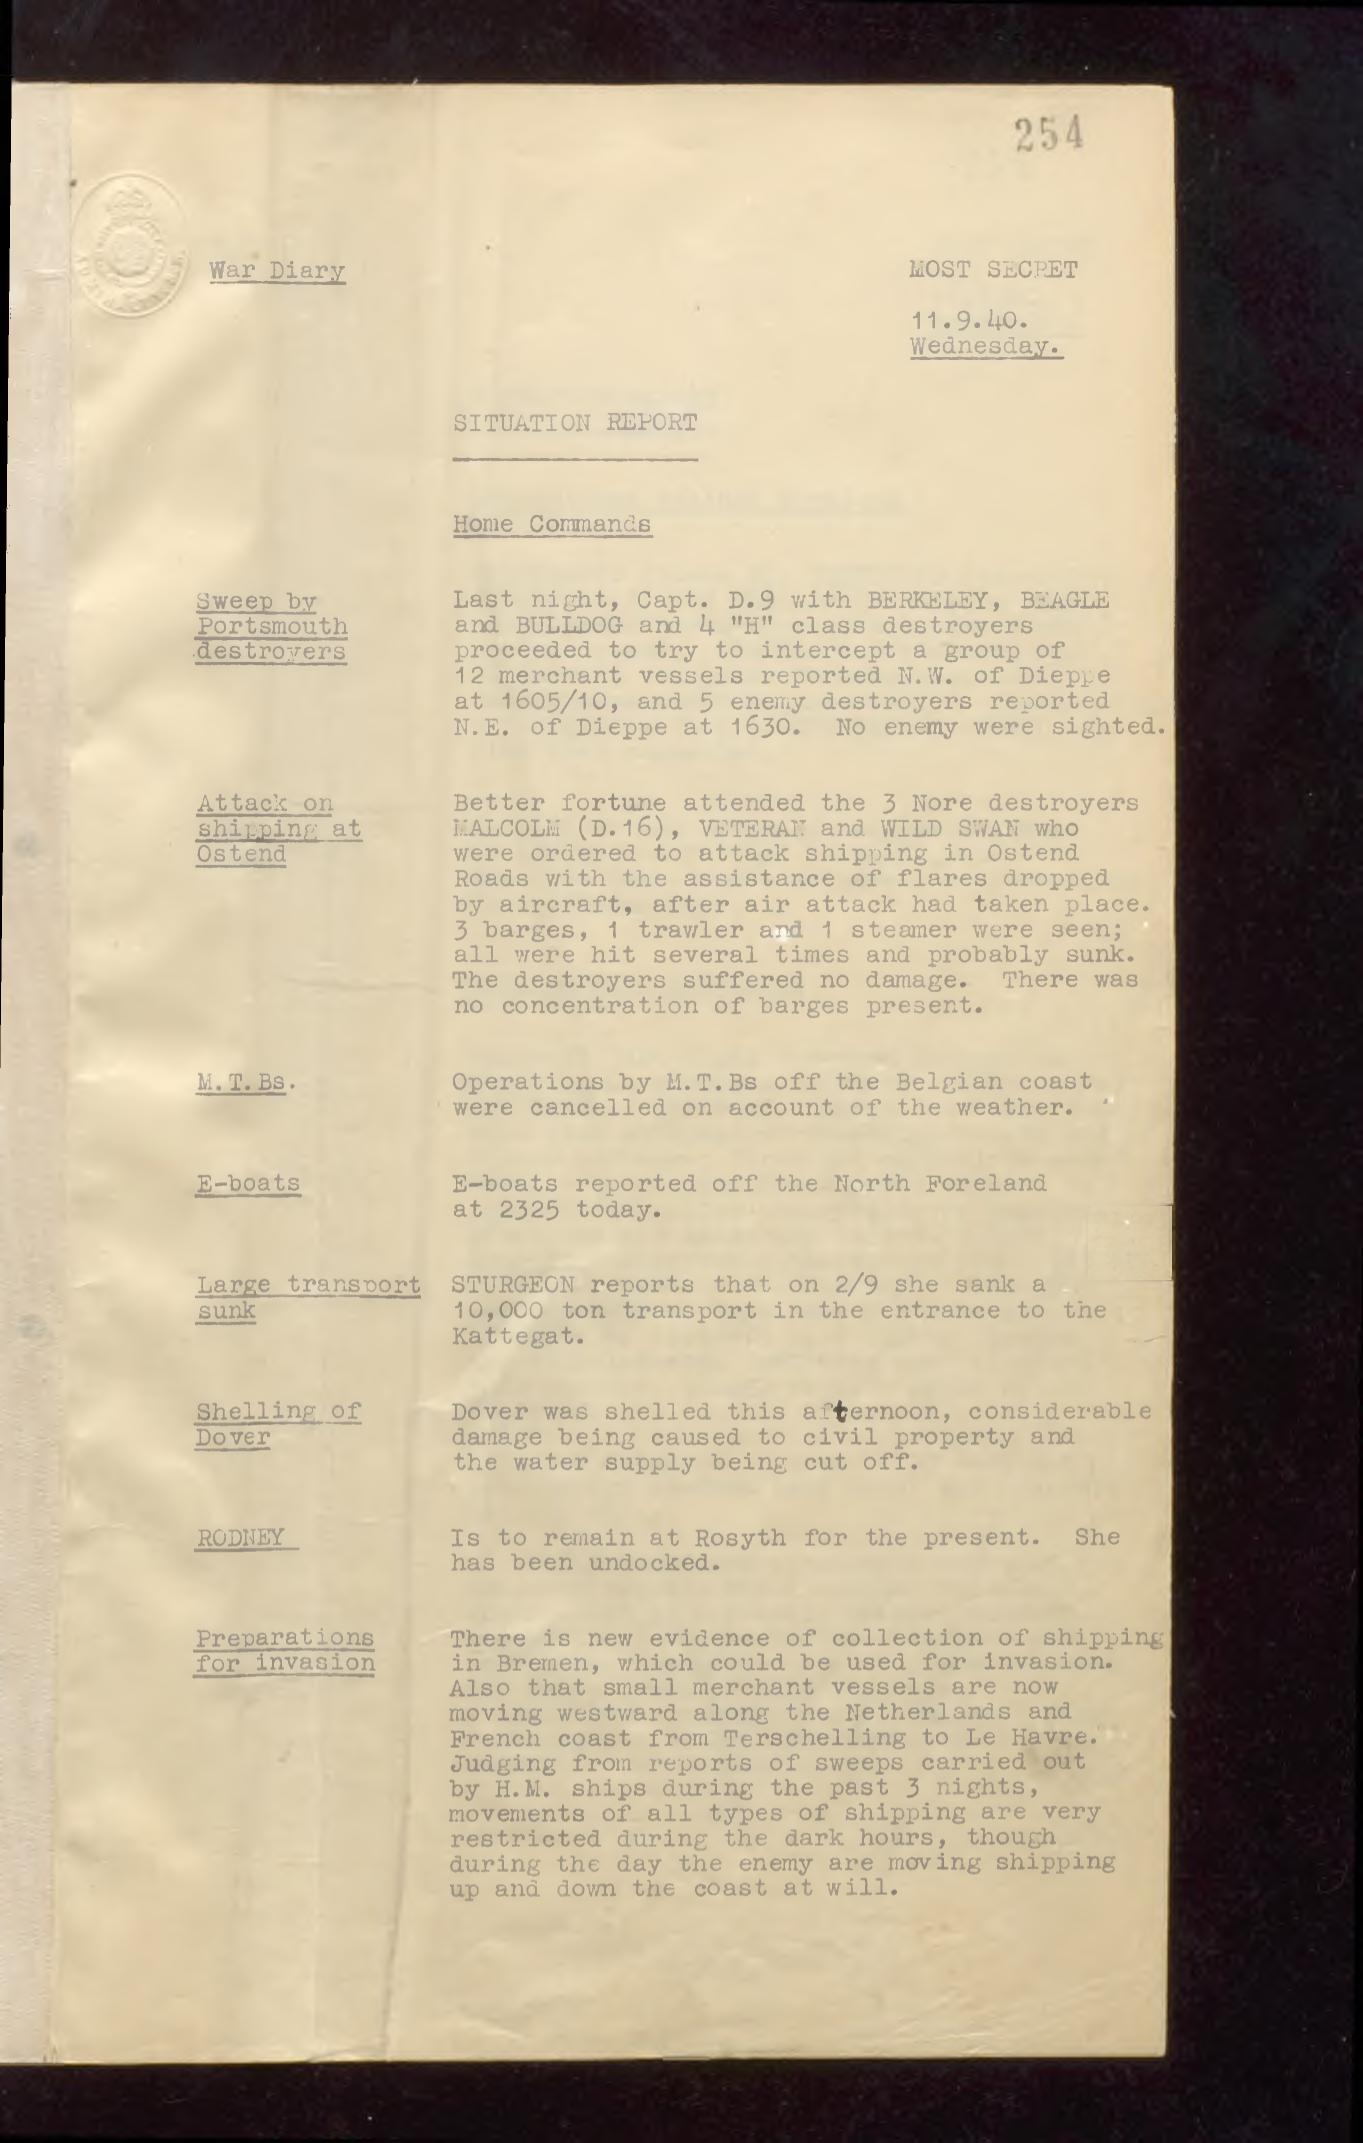 254
War Diary
MOST SECRET
11.9.40.
Wednesday.
SITUATION REPORT
Home Commands
Sweep by
Portsmouth
destroyers
Last night, Capt. D.9 with BERKELEY, BEAGLE
and BULLDOG and 4 "H" class destroyers
proceeded to try to intercept a group of
12 merchant vessels reported N.W. of Dieppe
at 1605/10, and 5 enemy destroyers reported
N.E. of Dieppe at 1630. No enemy were sighted.
Attack on
shipping at
Ostend
Better fortune attended the 3 Nore destroyers
MALCOLM (D.16), VETERAN and WILD SWAN who
were ordered to attack shipping in Ostend
Roads with the assistance of flares dropped
by aircraft, after air attack had taken place.
3 barges, 1 trawler and 1 steamer were seen;
all were hit several times and probably sunk.
The destroyers suffered no damage. There was
no concentration of barges present.
M.T.Bs.
Operations by M.T.Bs off the Belgian coast
were cancelled on account of the weather.
E-boats
E-boats reported off the North Foreland
at 2325 today.
Large transport
sunk
STURGEON reports that on 2/9 she sank a
10,000 ton transport in the entrance to the
Kattegat.
Shelling of
Dover
Dover was shelled this afternoon, considerable
damage being caused to civil property and
the water supply being cut off.
RODNEY
Is to remain at Rosyth for the present. She
has been undocked.
Preparations
for invasion
There is new evidence of collection of shipping
in Bremen, which could be used for invasion.
Also that small merchant vessels are now
moving westward along the Netherlands and
French coast from Terschelling to Le Havre.
Judging from reports of sweeps carried out
by H.M. ships during the past 3 nights,
movements of all types of shipping are very
restricted during the dark hours, though
during the day the enemy are moving shipping
up and down the coast at will.